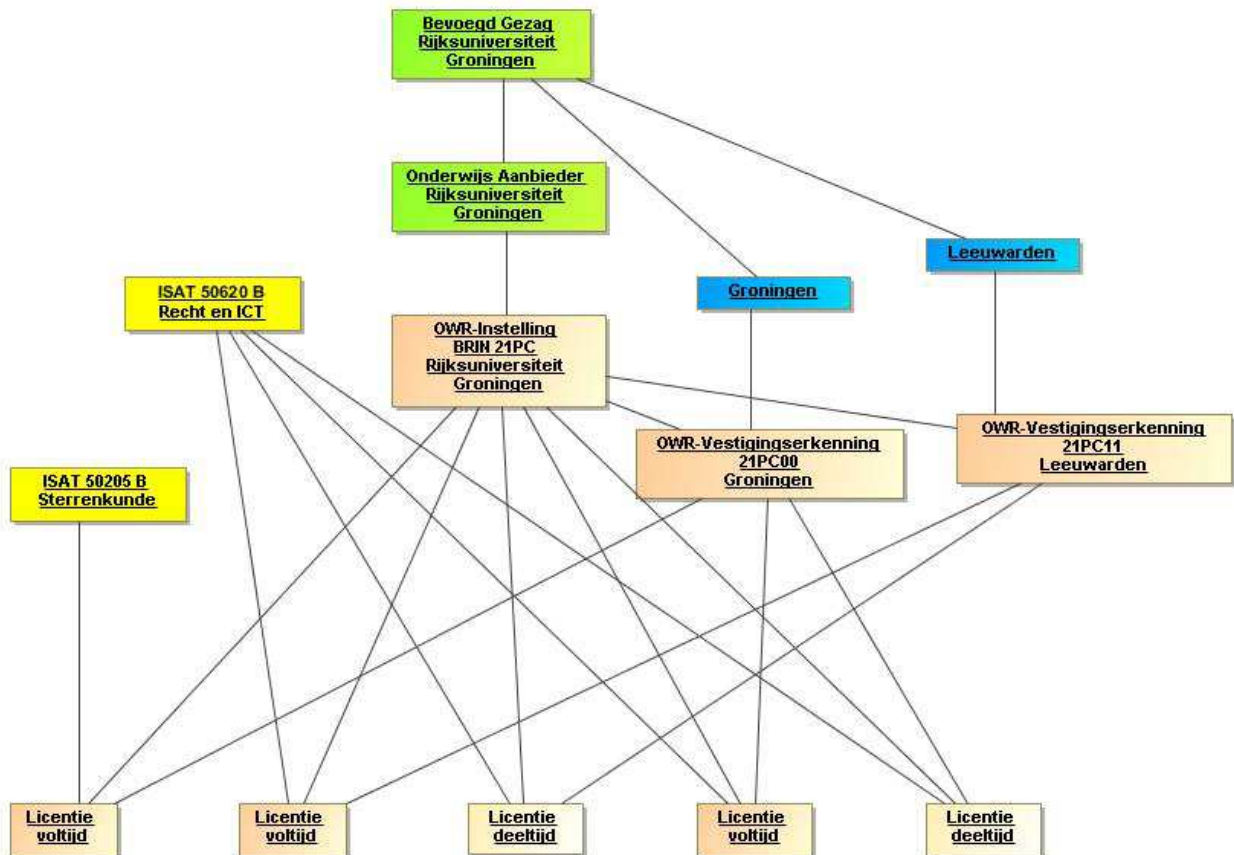 Bevoegd Gezag
Rijksuniversiteit
Groningen
Onderwijs Aanbieder
Rijksuniversiteit
Groningen
Leeuwarden
Groningen
ISAT 50620 B
Recht en ICT
OWR-Instelling
BRIN 21PC
Rijksuniversiteit
Groningen
OWR-Vestigingserkenning
21PC00
Groningen
OWR-Vestigingserkenning
21PC11
Leeuwarden
ISAT 50205 B
Sterrenkunde
Licentie
voltijd
Licentie
voltijd
Licentie
deeltijd
Licentie
voltijd
Licentie
deeltijd